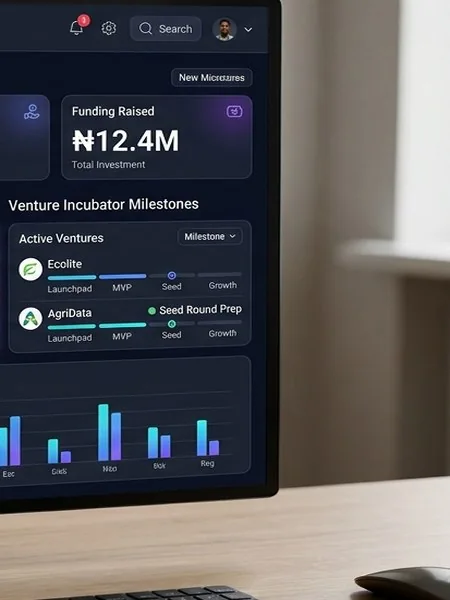 3
Search
New Micrœures
Funding Raised
₦12.4M
Total Investment
Venture Incubator Milestones
Active Ventures
Milestone
Ecolite
Launchpad MVP Seed Growth
AgriData
Seed Round Prep
Launchpad MVP Seed Growth
Reg